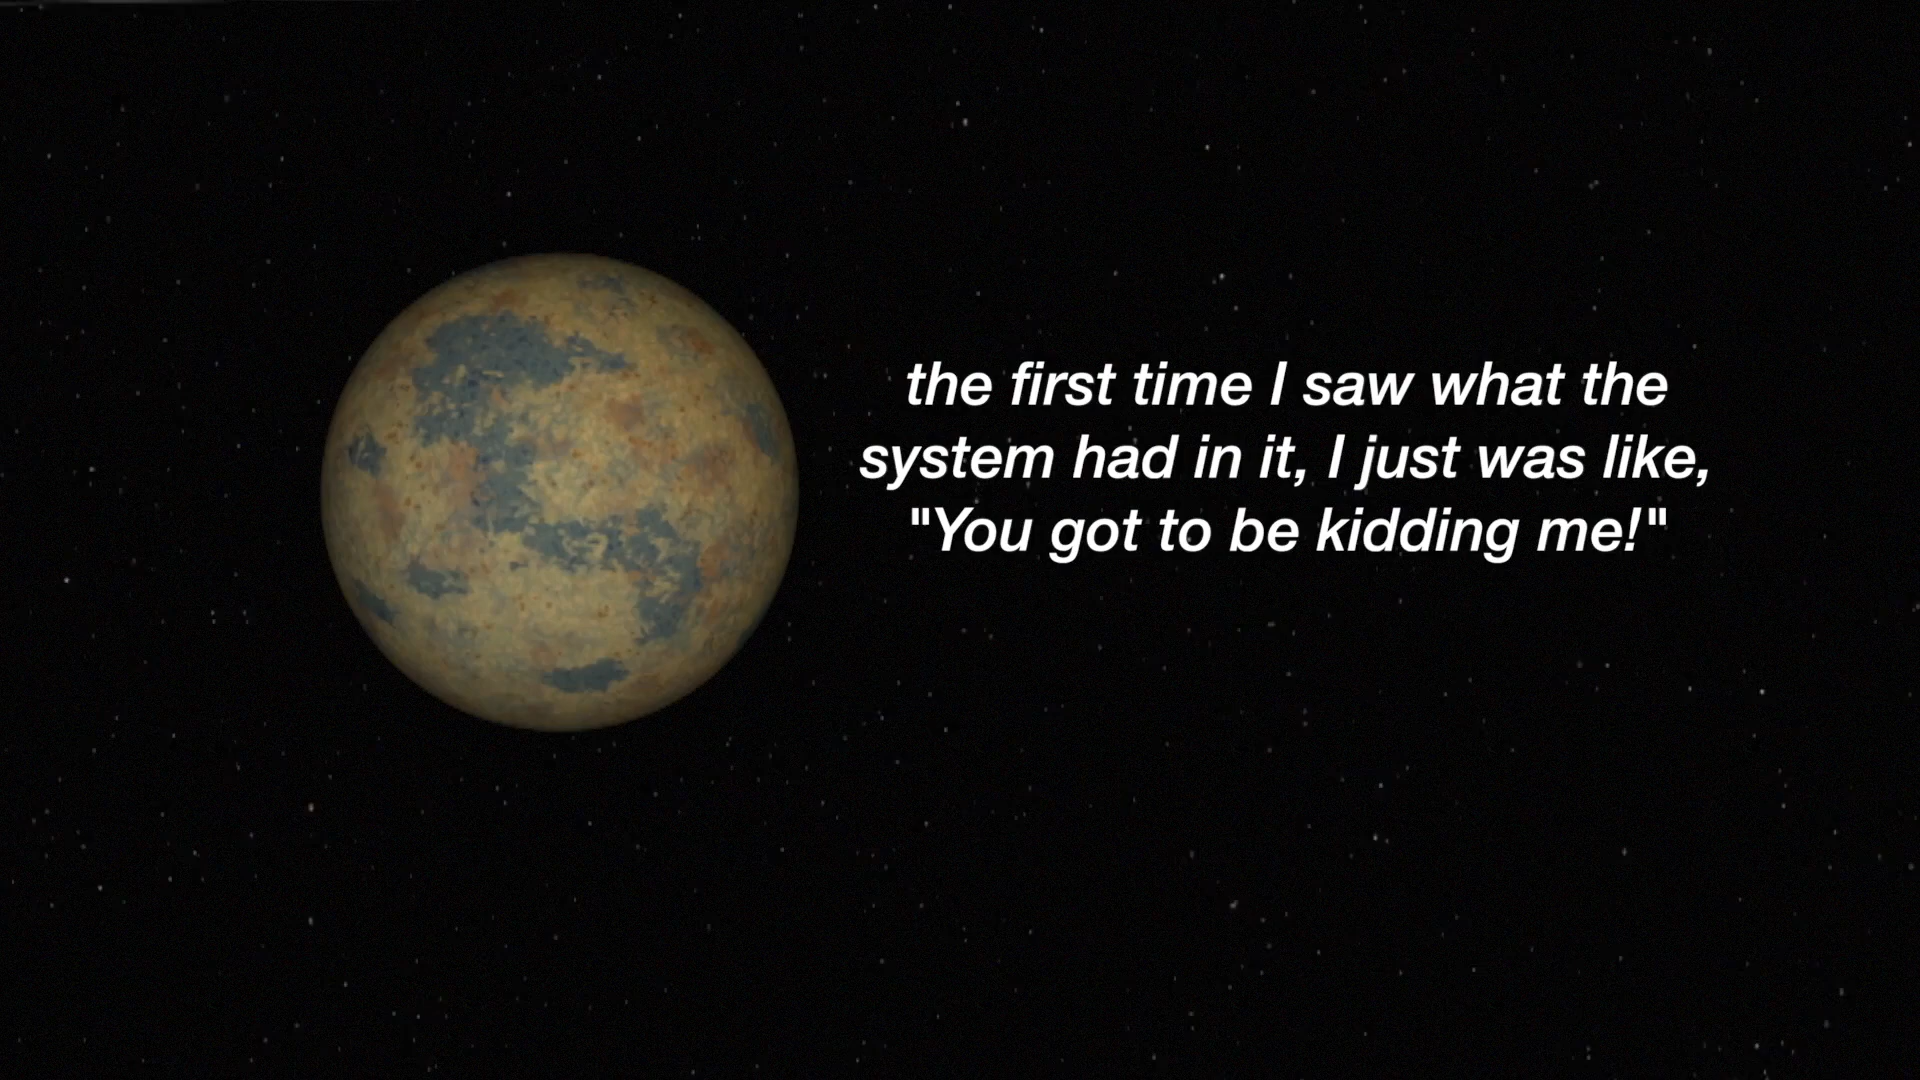 the first time I saw what the
system had in it, I just was like,
"You got to be kidding me!"